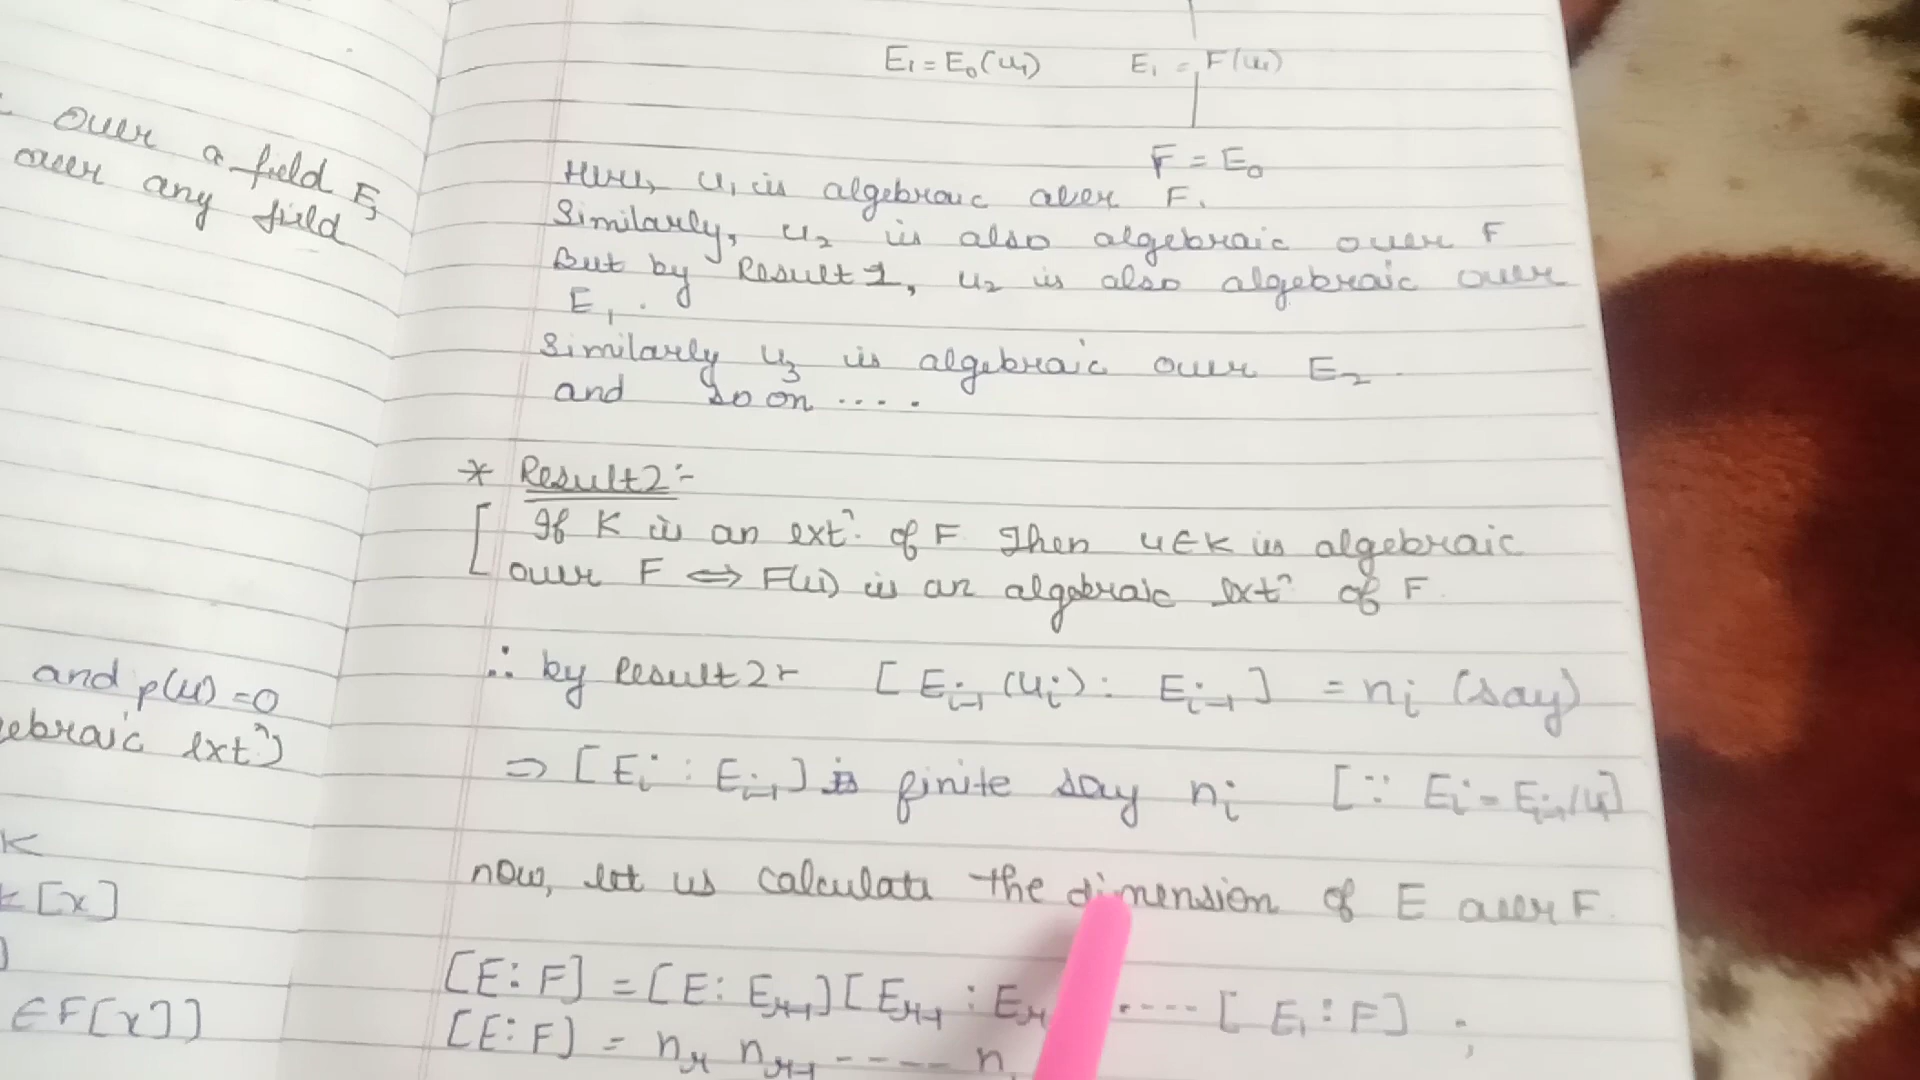 over a field E,
over any field
and p(u)=0
ebraic extⁿ)
K
[x]
∈F[x]]
E₁=E₀(u₁) E₁ = F(u₁)
F = E₀
Here, u₁ is algebraic over F.
Similarly, u₂ is also algebraic over F
But by Result 1, u₂ is also algebraic over
E₁.
Similarly u₃ is algebraic over E₂.
and so on ....
* Result2:-
[ If K is an extⁿ. of F Then u∈K is algebraic
over F ⇔ F(u) is an algebraic extⁿ of F.
∴ by Result 2:- [Eᵢ₋₁(uᵢ) : Eᵢ₋₁] = nᵢ (say)
⇒ [Eᵢ : Eᵢ₋₁] is finite say nᵢ [∵ Eᵢ = Eᵢ₋₁(uᵢ]
now, let us calculate the dimension of E over F.
[E:F] = [E: Eᵣ₋₁][Eᵣ₋₁ : Eᵣ ....[E₁:F] ;
[E:F] = nᵣ nᵣ₋₁ ---- n